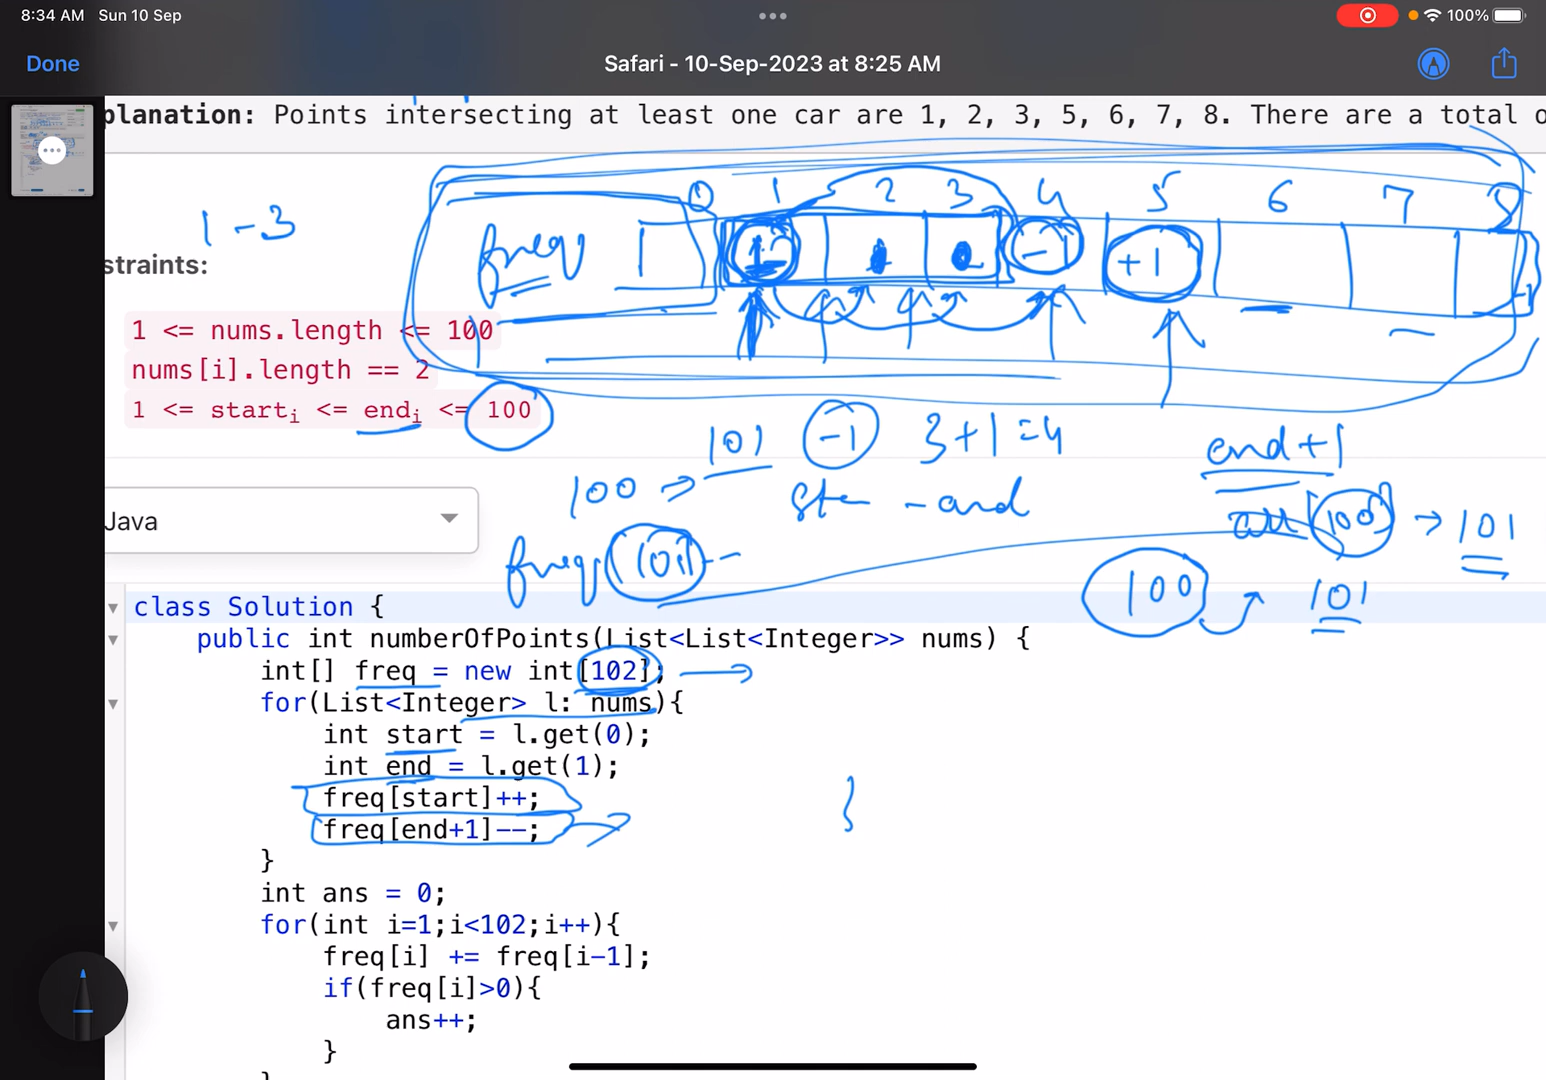 8:34 AM Sun 10 Sep
100%
Done
Safari - 10-Sep-2023 at 8:25 AM
planation: Points intersecting at least one car are 1, 2, 3, 5, 6, 7, 8. There are a total o
0 1 2 3 4 5 6 7 8
1-3
freq
-1 +1 -1
straints:
1 <= nums.length <= 100
nums[i].length == 2
1 <= starti <= endi <= 100
101 -1 3+1=4
end+1
100 => 101
100
freq(101)
100 101
Java
class Solution {
public int numberOfPoints(List<List<Integer>> nums) {
int[] freq = new int[102];
for(List<Integer> l: nums){
int start = l.get(0);
int end = l.get(1);
freq[start]++;
freq[end+1]--;
}
int ans = 0;
for(int i=1;i<102;i++){
freq[i] += freq[i-1];
if(freq[i]>0){
ans++;
}